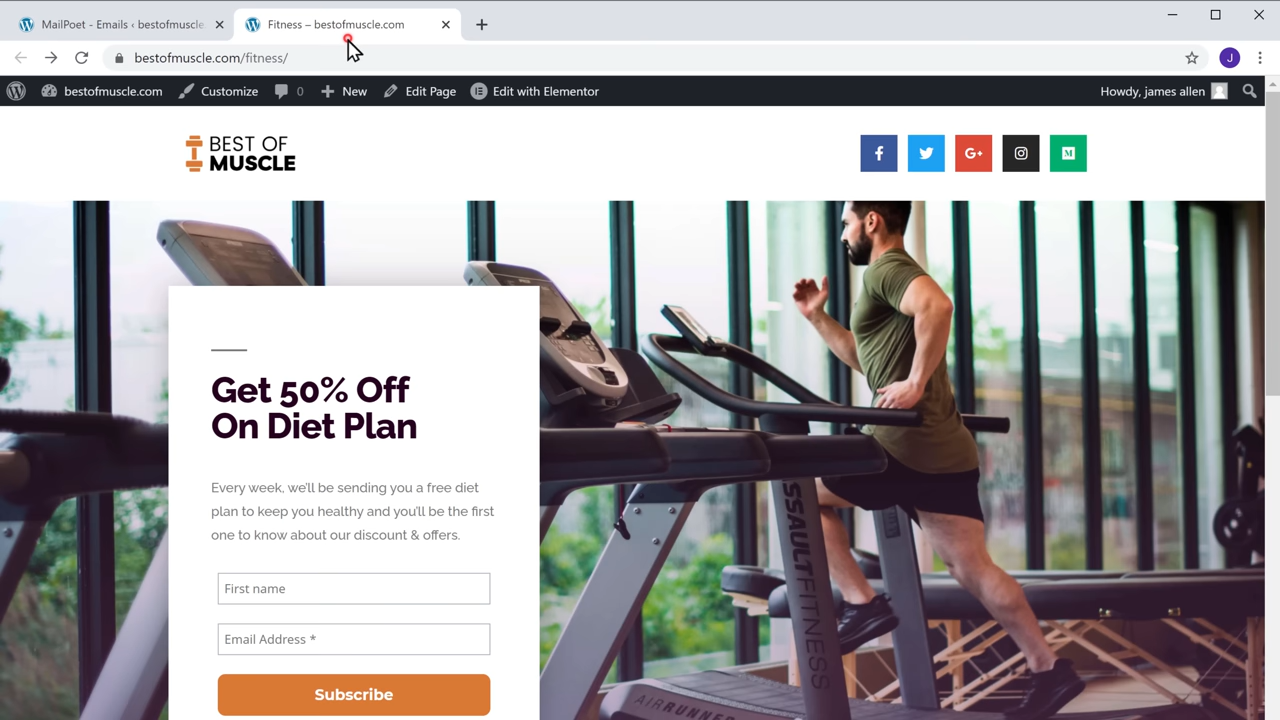 MailPoet - Emails ‹ bestofmuscle
Fitness – bestofmuscle.com
bestofmuscle.com/fitness/
J
bestofmuscle.com
Customize
0
New
Edit Page
Edit with Elementor
Howdy, james allen
BEST OF
MUSCLE
Get 50% Off
On Diet Plan
Every week, we'll be sending you a free diet
plan to keep you healthy and you'll be the first
one to know about our discount & offers.
First name
Email Address *
Subscribe
SSAULTFITNESS
AIRRUNNER